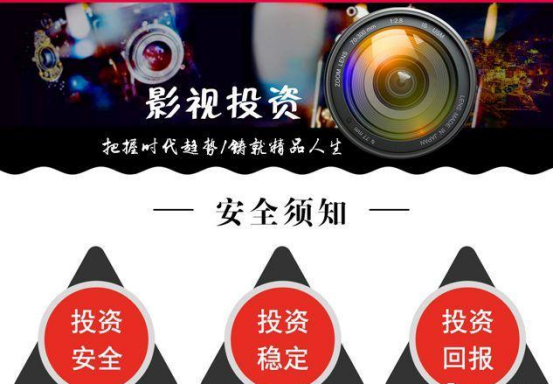 影视投资
把握时代趋势/铸就精品人生
安全须知
投资
安全
投资
稳定
投资
回报